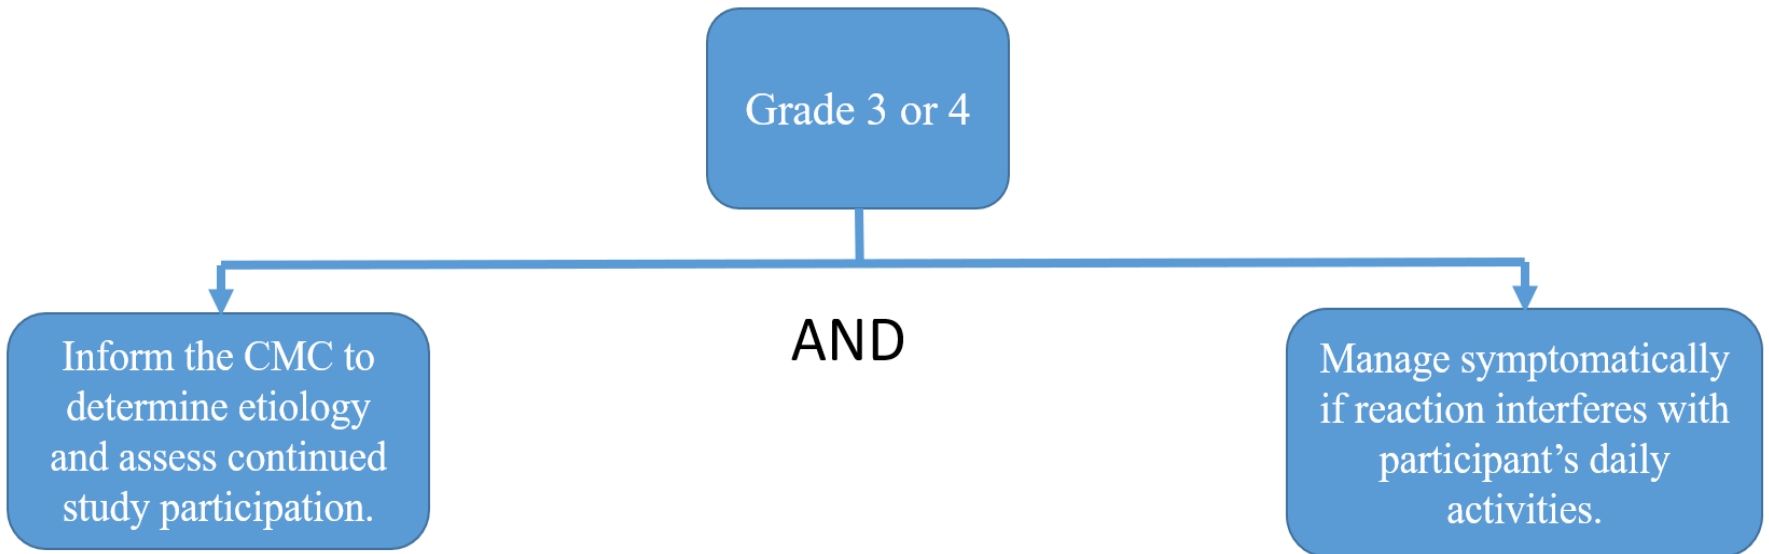 Grade 3 or 4
AND
Inform the CMC to
determine etiology
and assess continued
study participation.
Manage symptomatically
if reaction interferes with
participant’s daily
activities.